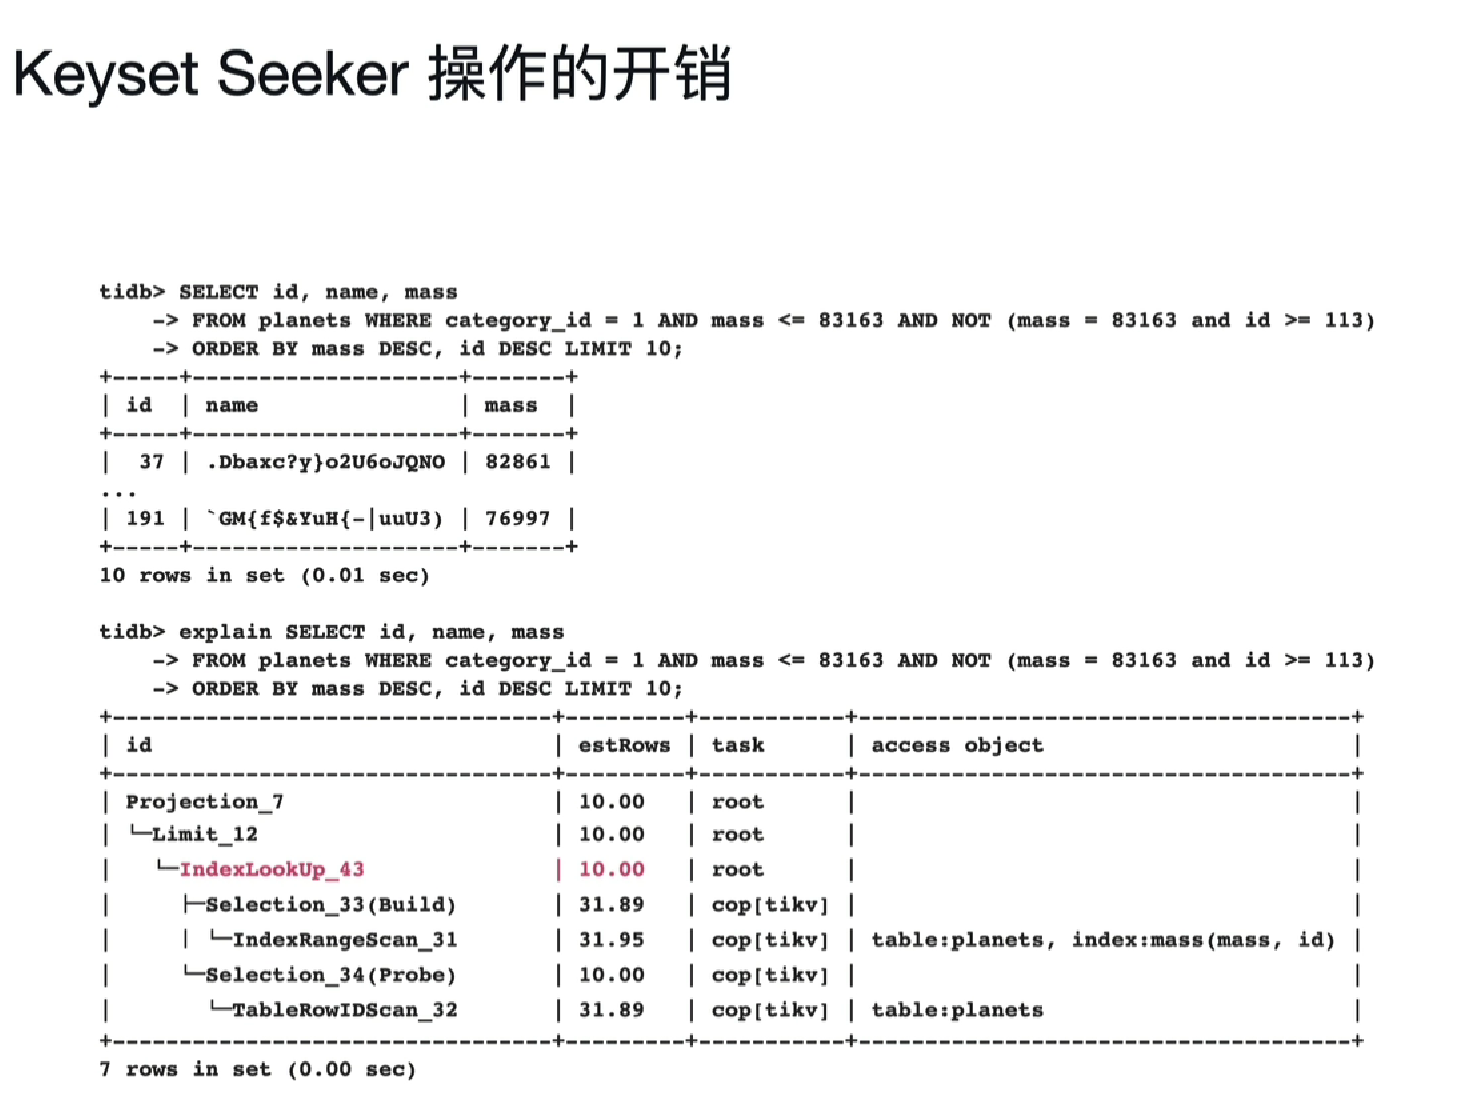 Keyset Seeker 操作的开销
tidb> SELECT id, name, mass
    -> FROM planets WHERE category_id = 1 AND mass <= 83163 AND NOT (mass = 83163 and id >= 113)
    -> ORDER BY mass DESC, id DESC LIMIT 10;
+-----+--------------------+-------+
| id  | name               | mass  |
+-----+--------------------+-------+
|  37 | .Dbaxc?y}o2U6oJQNO | 82861 |
...
| 191 | `GM{f$&YuH{-|uuU3) | 76997 |
+-----+--------------------+-------+
10 rows in set (0.01 sec)
tidb> explain SELECT id, name, mass
    -> FROM planets WHERE category_id = 1 AND mass <= 83163 AND NOT (mass = 83163 and id >= 113)
    -> ORDER BY mass DESC, id DESC LIMIT 10;
+---------------------------------+---------+-----------+-------------------------------------+
| id                              | estRows | task      | access object                       |
+---------------------------------+---------+-----------+-------------------------------------+
| Projection_7                    | 10.00   | root      |                                     |
| └─Limit_12                      | 10.00   | root      |                                     |
|   └─IndexLookUp_43              | 10.00   | root      |                                     |
|     ├─Selection_33(Build)       | 31.89   | cop[tikv] |                                     |
|     | └─IndexRangeScan_31       | 31.95   | cop[tikv] | table:planets, index:mass(mass, id) |
|     └─Selection_34(Probe)       | 10.00   | cop[tikv] |                                     |
|       └─TableRowIDScan_32       | 31.89   | cop[tikv] | table:planets                       |
+---------------------------------+---------+-----------+-------------------------------------+
7 rows in set (0.00 sec)